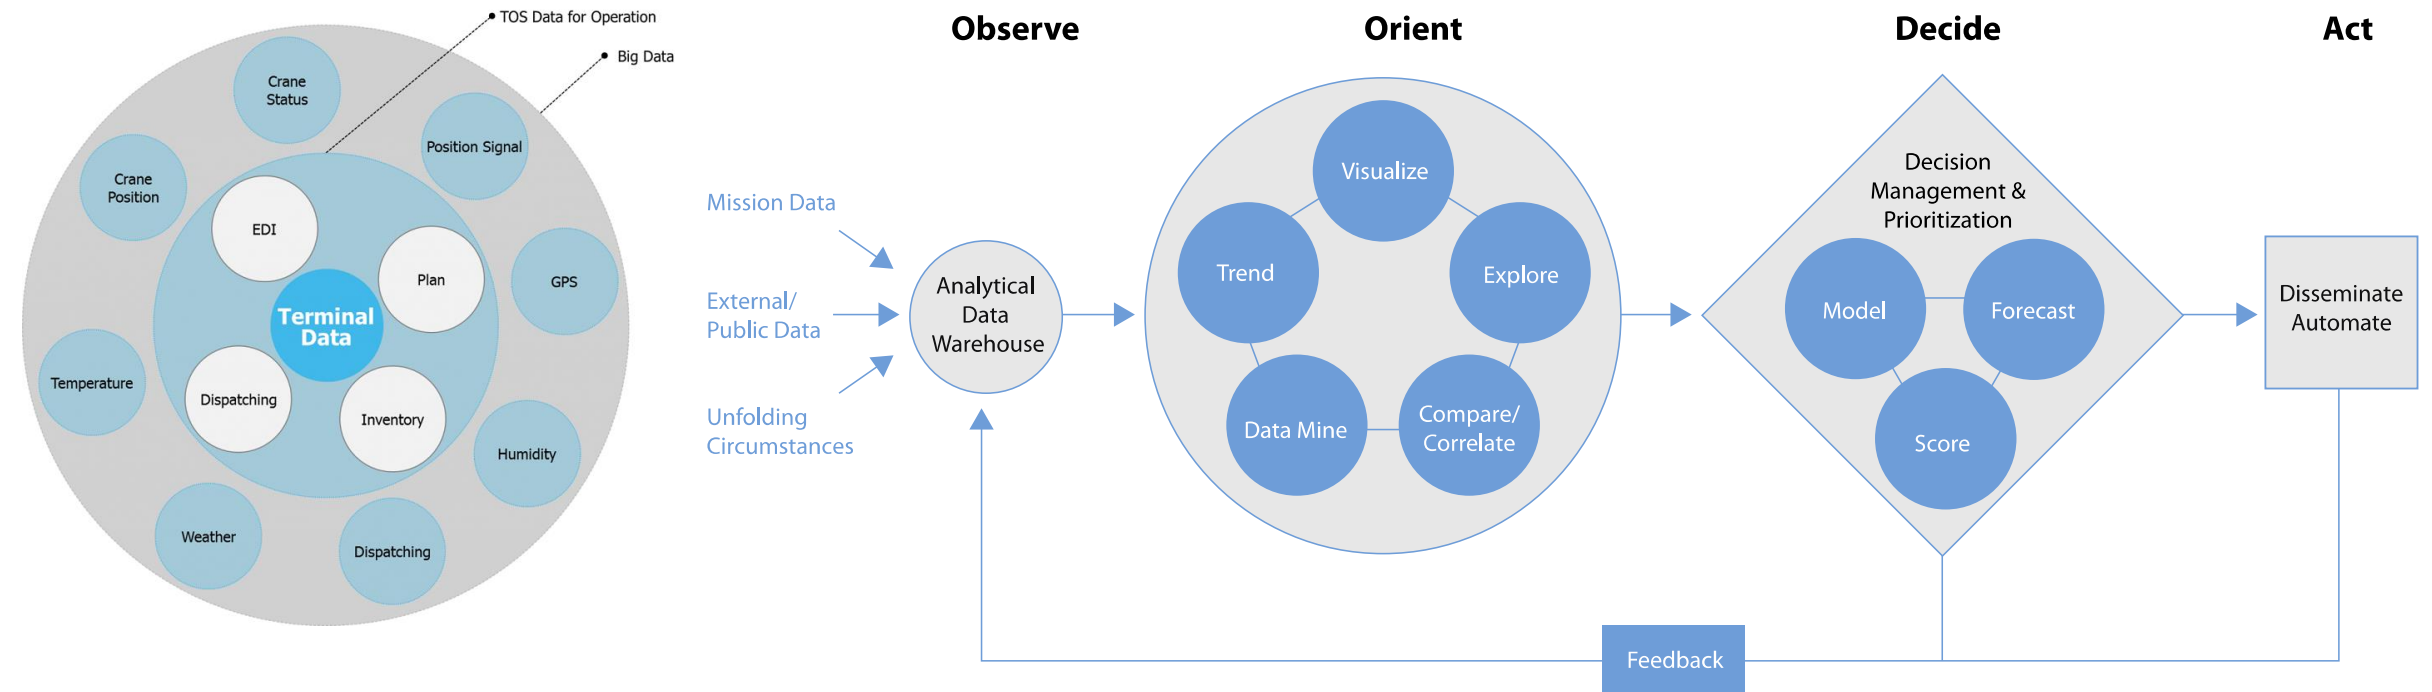 TOS Data for Operation
Big Data
Crane
Status
Position Signal
Crane
Position
EDI
Plan
GPS
Terminal
Data
Temperature
Dispatching
Inventory
Humidity
Weather
Dispatching
Observe
Orient
Decide
Act
Mission Data
External/
Public Data
Unfolding
Circumstances
Analytical
Data
Warehouse
Visualize
Trend
Explore
Data Mine
Compare/
Correlate
Decision
Management &
Prioritization
Model
Forecast
Score
Disseminate
Automate
Feedback